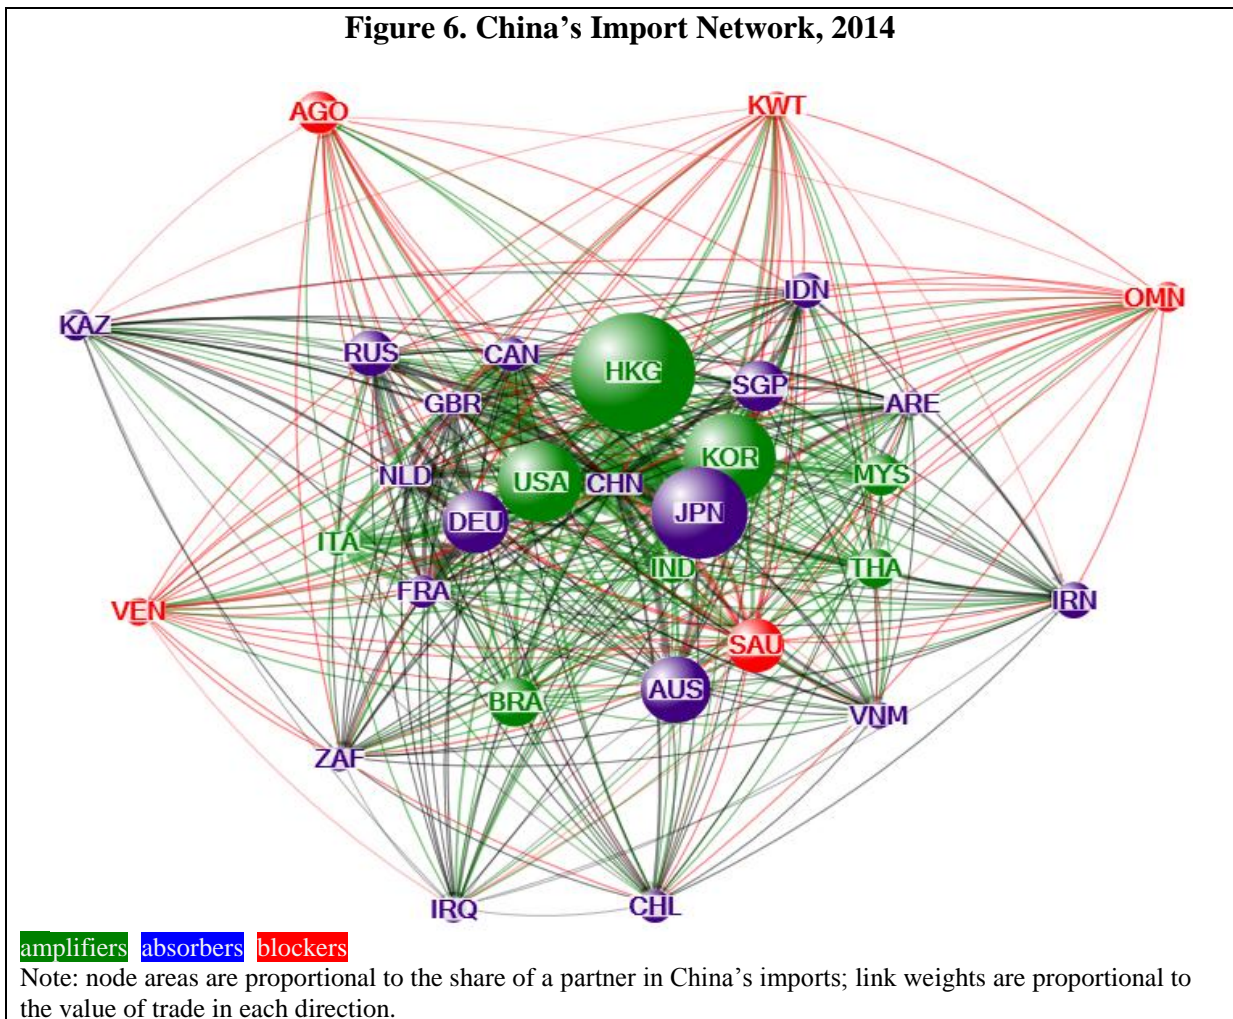 Figure 6. China’s Import Network, 2014
AGO
KWT
IDN
OMN
KAZ
RUS
CAN
HKG
SGP
GBR
ARE
KOR
NLD
USA
CHN
MYS
DEU
JPN
ITA
IND
THA
FRA
IRN
VEN
SAU
AUS
BRA
VNM
ZAF
IRQ
CHL
amplifiers absorbers blockers
Note: node areas are proportional to the share of a partner in China’s imports; link weights are proportional to
the value of trade in each direction.